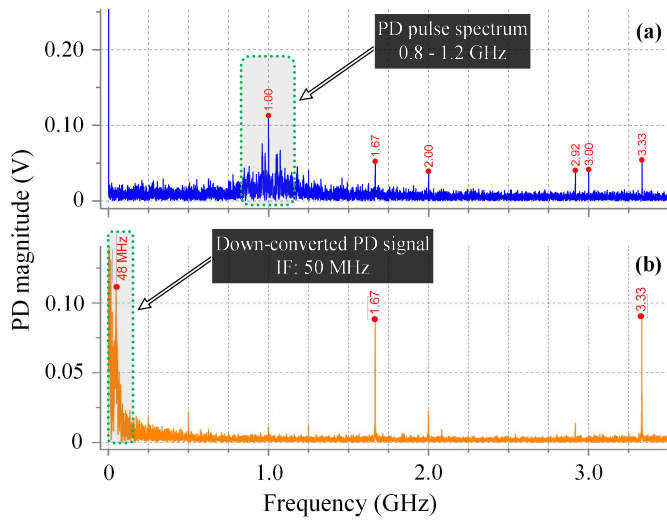 PD pulse spectrum
0.8 - 1.2 GHz
(a)
0.20
0.10
0
1.00
1.67
2.00
2.92
3.00
3.33
PD magnitude (V)
Down-converted PD signal
IF: 50 MHz
(b)
48 MHz
0.10
0.05
0
1.67
3.33
0
1.0
2.0
3.0
Frequency (GHz)